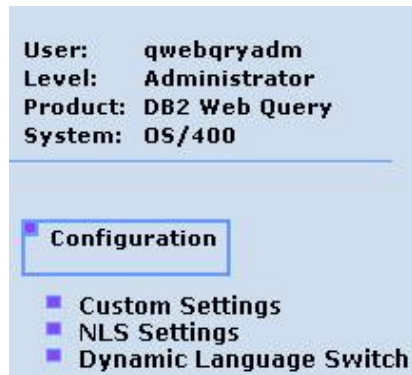 User: qwebqryadm
Level: Administrator
Product: DB2 Web Query
System: OS/400
Configuration
Custom Settings
NLS Settings
Dynamic Language Switch